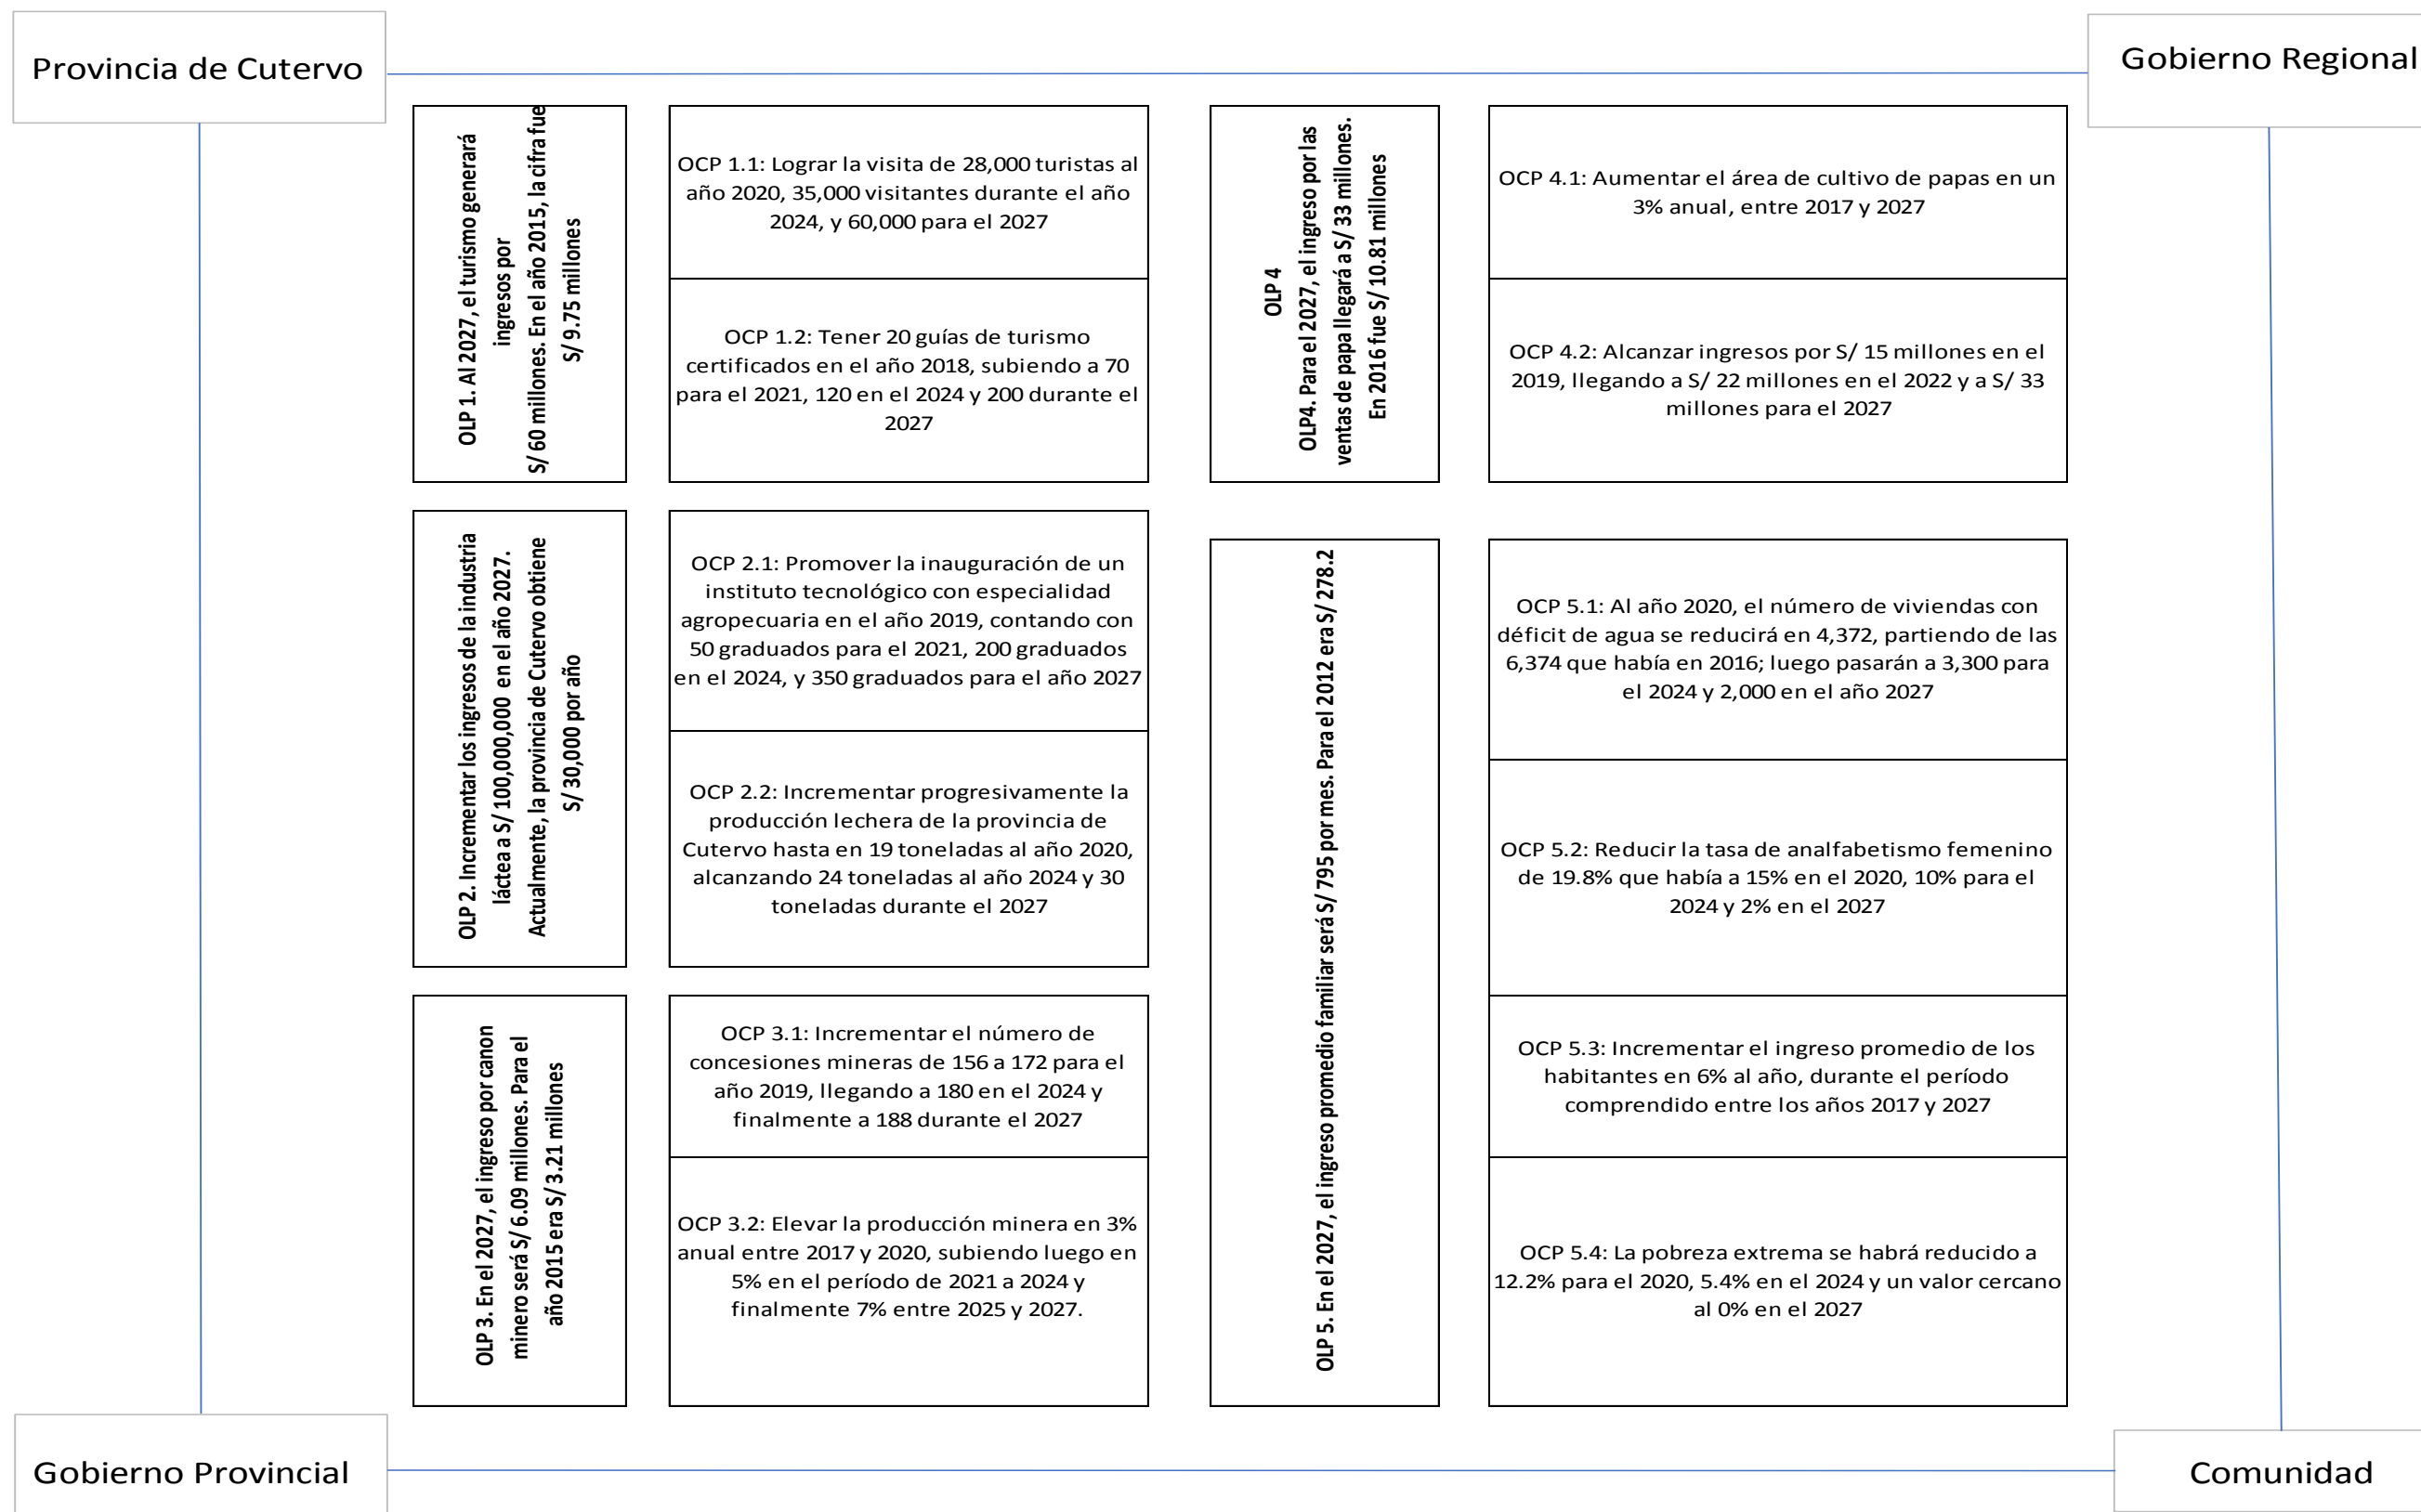 Provincia de Cutervo
Gobierno Regional
OLP 1. Al 2027, el turismo generará
ingresos por
S/ 60 millones. En el año 2015, la cifra fue
S/ 9.75 millones
OCP 1.1: Lograr la visita de 28,000 turistas al
año 2020, 35,000 visitantes durante el año
2024, y 60,000 para el 2027
OCP 1.2: Tener 20 guías de turismo
certificados en el año 2018, subiendo a 70
para el 2021, 120 en el 2024 y 200 durante el
2027
OLP 4
OLP4. Para el 2027, el ingreso por las
ventas de papa llegará a S/ 33 millones.
En 2016 fue S/ 10.81 millones
OCP 4.1: Aumentar el área de cultivo de papas en un
3% anual, entre 2017 y 2027
OCP 4.2: Alcanzar ingresos por S/ 15 millones en el
2019, llegando a S/ 22 millones en el 2022 y a S/ 33
millones para el 2027
OLP 2. Incrementar los ingresos de la industria
láctea a S/ 100,000,000 en el año 2027.
Actualmente, la provincia de Cutervo obtiene
S/ 30,000 por año
OCP 2.1: Promover la inauguración de un
instituto tecnológico con especialidad
agropecuaria en el año 2019, contando con
50 graduados para el 2021, 200 graduados
en el 2024, y 350 graduados para el año 2027
OCP 2.2: Incrementar progresivamente la
producción lechera de la provincia de
Cutervo hasta en 19 toneladas al año 2020,
alcanzando 24 toneladas al año 2024 y 30
toneladas durante el 2027
OLP 5. En el 2027, el ingreso promedio familiar será S/ 795 por mes. Para el 2012 era S/ 278.2
OCP 5.1: Al año 2020, el número de viviendas con
déficit de agua se reducirá en 4,372, partiendo de las
6,374 que había en 2016; luego pasarán a 3,300 para
el 2024 y 2,000 en el año 2027
OCP 5.2: Reducir la tasa de analfabetismo femenino
de 19.8% que había a 15% en el 2020, 10% para el
2024 y 2% en el 2027
OCP 5.3: Incrementar el ingreso promedio de los
habitantes en 6% al año, durante el período
comprendido entre los años 2017 y 2027
OCP 5.4: La pobreza extrema se habrá reducido a
12.2% para el 2020, 5.4% en el 2024 y un valor cercano
al 0% en el 2027
OLP 3. En el 2027, el ingreso por canon
minero será S/ 6.09 millones. Para el
año 2015 era S/ 3.21 millones
OCP 3.1: Incrementar el número de
concesiones mineras de 156 a 172 para el
año 2019, llegando a 180 en el 2024 y
finalmente a 188 durante el 2027
OCP 3.2: Elevar la producción minera en 3%
anual entre 2017 y 2020, subiendo luego en
5% en el período de 2021 a 2024 y
finalmente 7% entre 2025 y 2027.
Gobierno Provincial
Comunidad